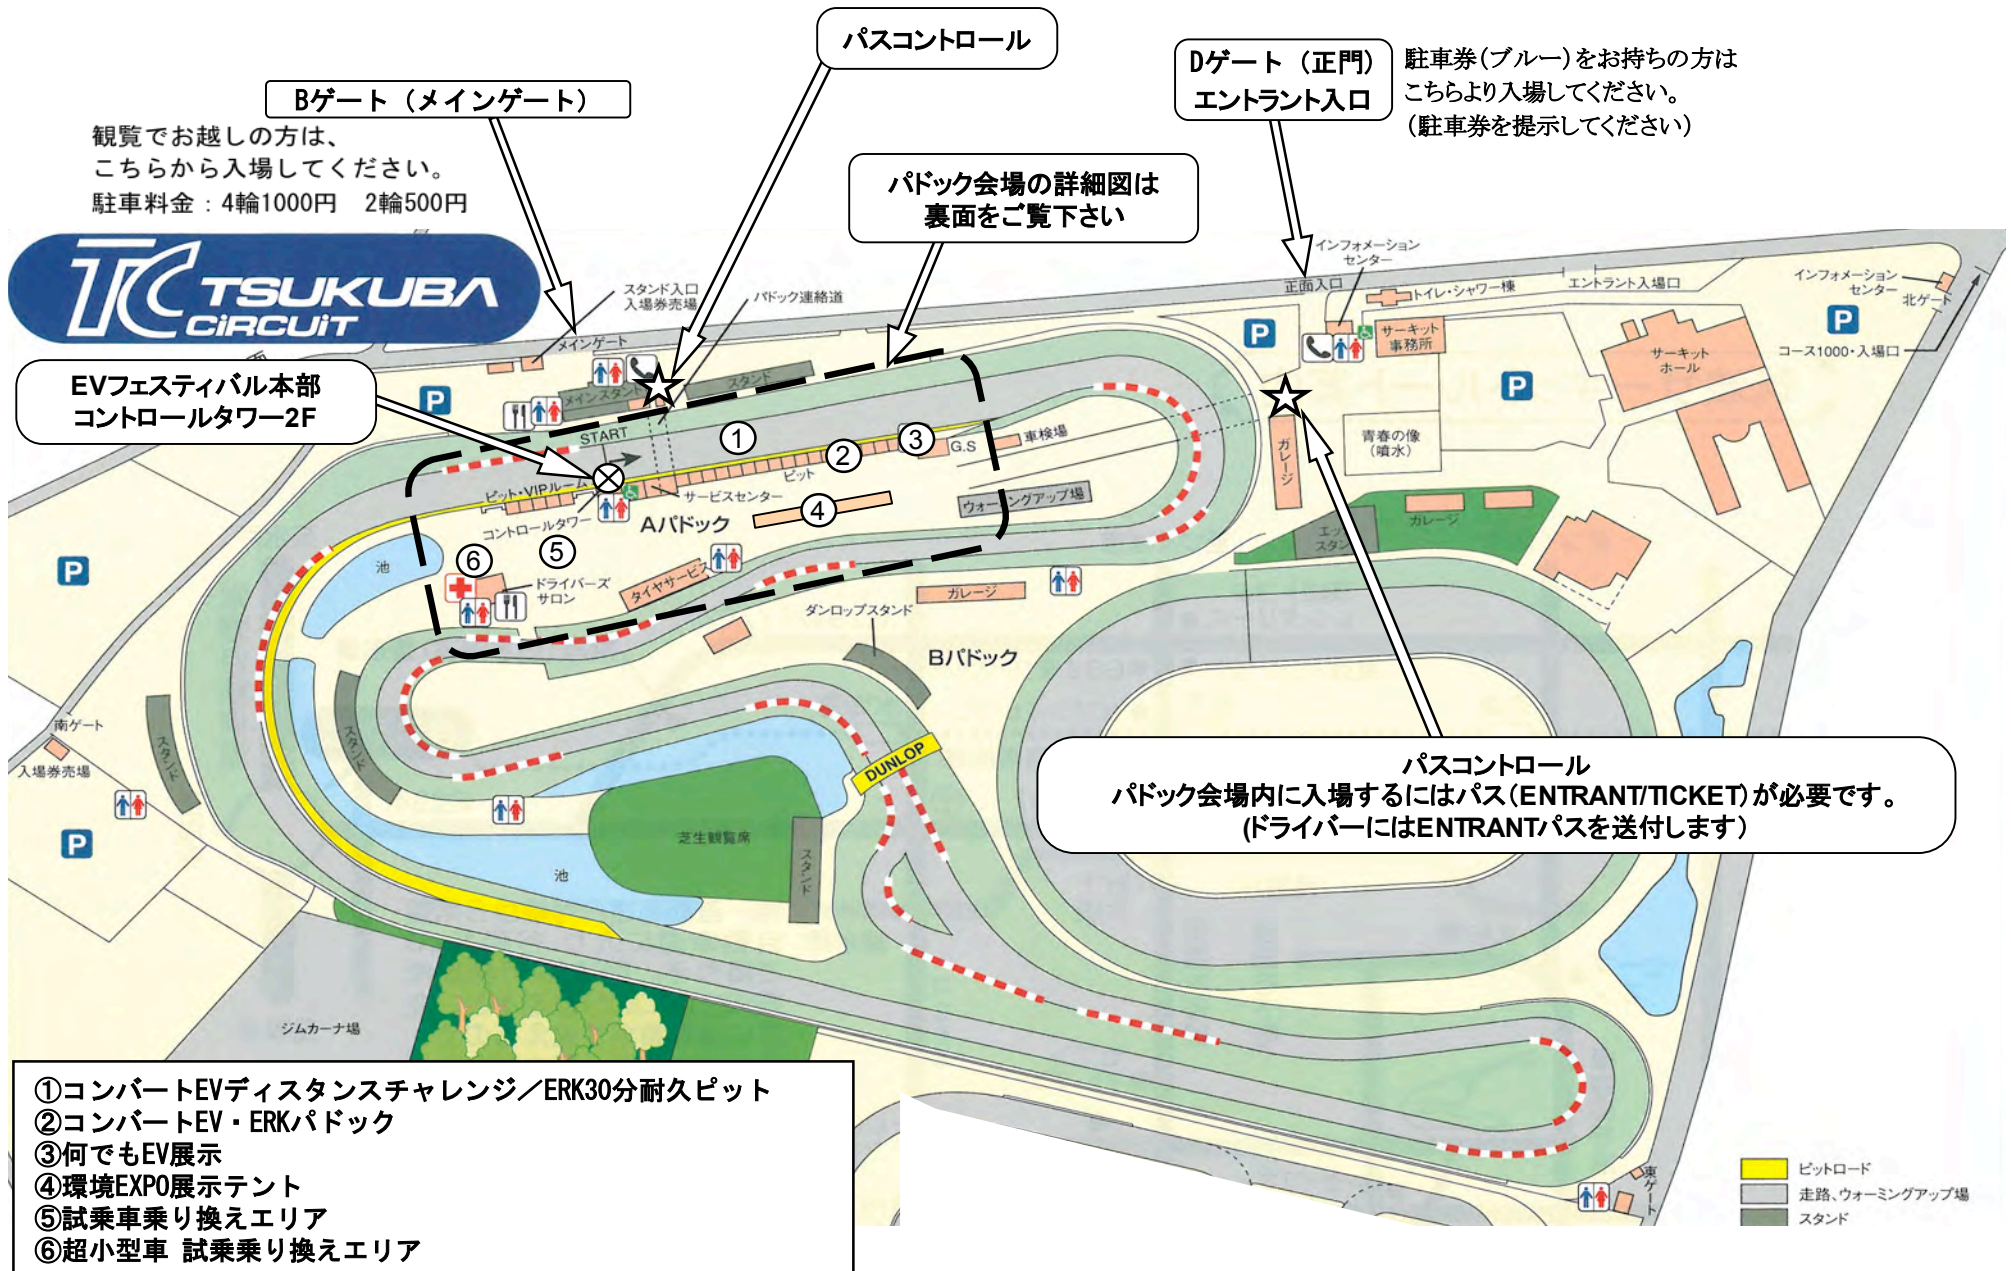 パスコントロール
Bゲート（メインゲート）
Dゲート（正門）
エントラント入口
駐車券(ブルー)をお持ちの方は
こちらより入場してください。
（駐車券を提示してください）
観覧でお越しの方は、
こちらから入場してください。
駐車料金：4輪1000円　2輪500円
パドック会場の詳細図は
裏面をご覧下さい
TC TSUKUBA
CiRCUiT
スタンド入口
入場券売場
パドック連絡道
インフォメーション
センター
正面入口
トイレ・シャワー棟
エントラント入場口
インフォメーション
センター
北ゲート
コース1000・入場口
メインゲート
サーキット
事務所
サーキット
ホール
EVフェスティバル本部
コントロールタワー2F
P
P
P
P
P
P
メインスタンド
スタンド
START
①
②
③
G.S
車検場
ガレージ
青春の像
(噴水)
ピット・VIPルーム
サービスセンター
ピット
ウォーミングアップ場
コントロールタワー
Aパドック
④
⑤
⑥
ガレージ
池
ドライバーズ
サロン
タイヤサービス
ガレージ
ダンロップスタンド
Bパドック
南ゲート
入場券売場
スタンド
スタンド
DUNLOP
パスコントロール
パドック会場内に入場するにはパス(ENTRANT/TICKET)が必要です。
(ドライバーにはENTRANTパスを送付します)
芝生観覧席
スタンド
池
ジムカーナ場
①コンバートEVディスタンスチャレンジ／ERK30分耐久ピット
②コンバートEV・ERKパドック
③何でもEV展示
④環境EXPO展示テント
⑤試乗車乗り換えエリア
⑥超小型車 試乗乗り換えエリア
東ゲート
ピットロード
走路、ウォーミングアップ場
スタンド